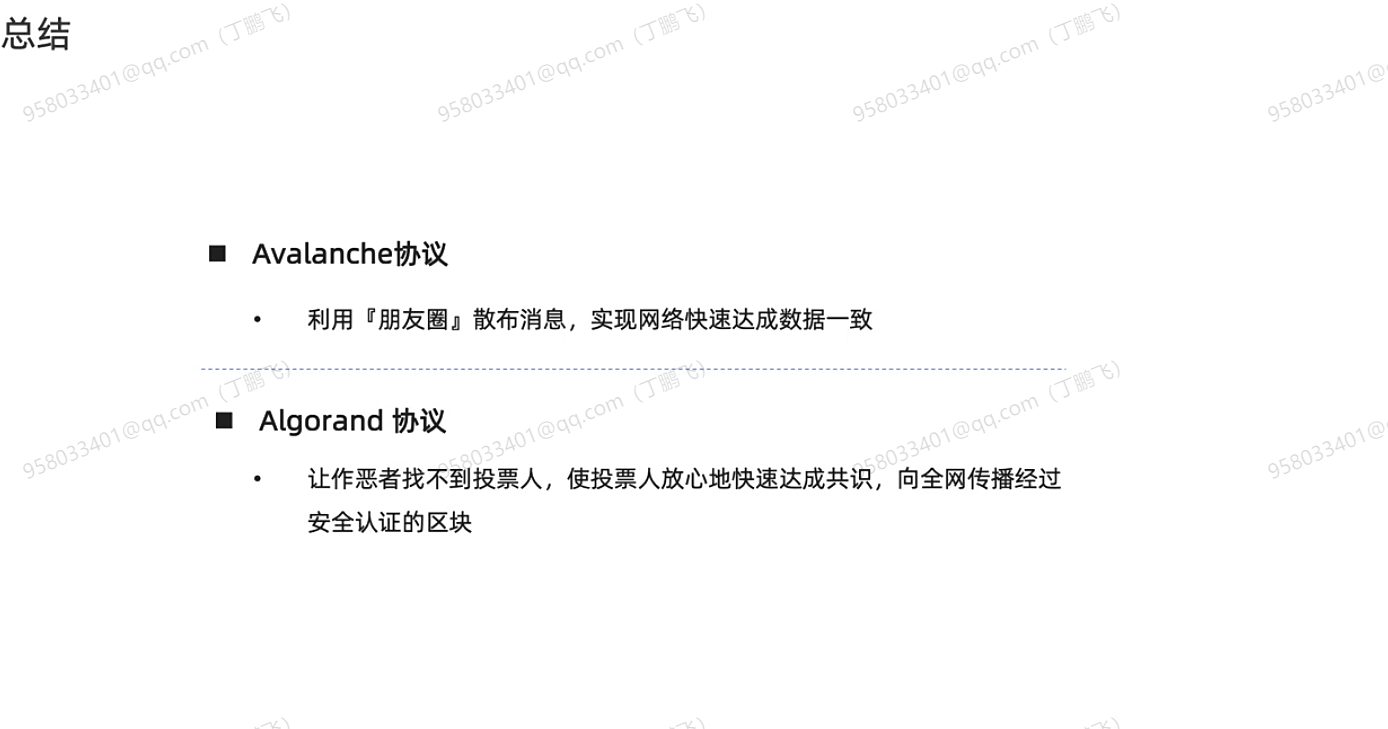 总结
958033401@qq.com（丁鹏飞）
958033401@qq.com（丁鹏飞）
958033401@qq.com（丁鹏飞）
958033401@q
■ Avalanche协议
• 利用『朋友圈』散布消息，实现网络快速达成数据一致
958033401@qq.com（丁鹏飞）
958033401@qq.com（丁鹏飞）
958033401@qq.com（丁鹏飞）
958033401@q
■ Algorand 协议
• 让作恶者找不到投票人，使投票人放心地快速达成共识，向全网传播经过
安全认证的区块